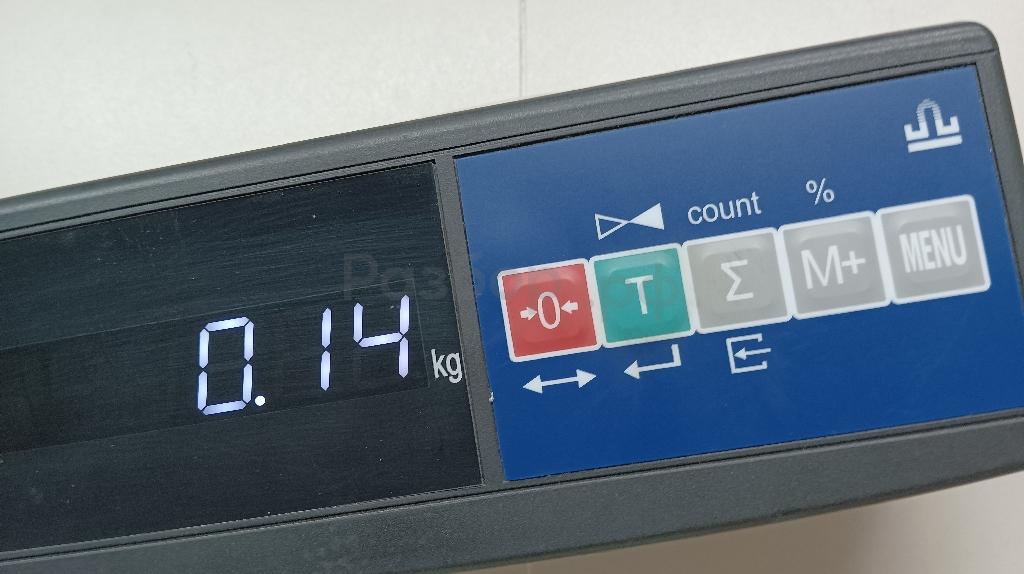 0.14 kg
count %
→0← T Σ M+ MENU